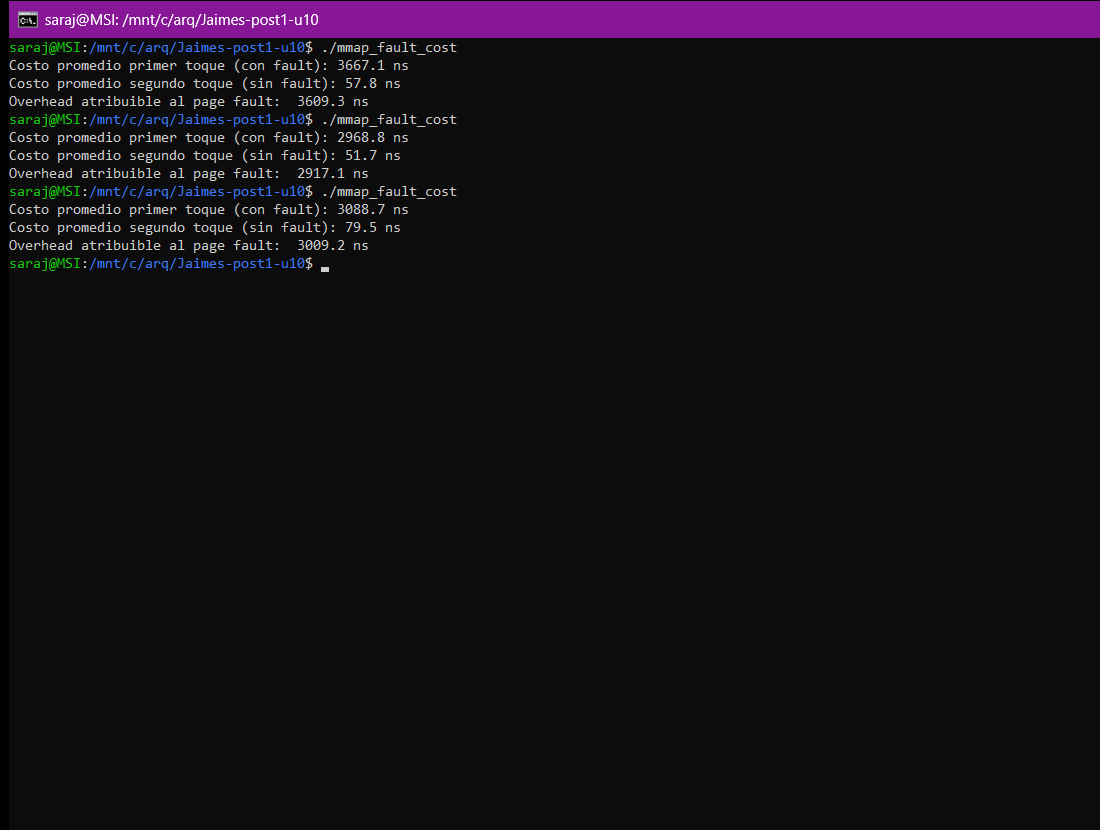 saraj@MSI: /mnt/c/arq/Jaimes-post1-u10
saraj@MSI:/mnt/c/arq/Jaimes-post1-u10$ ./mmap_fault_cost
Costo promedio primer toque (con fault): 3667.1 ns
Costo promedio segundo toque (sin fault): 57.8 ns
Overhead atribuible al page fault:  3609.3 ns
saraj@MSI:/mnt/c/arq/Jaimes-post1-u10$ ./mmap_fault_cost
Costo promedio primer toque (con fault): 2968.8 ns
Costo promedio segundo toque (sin fault): 51.7 ns
Overhead atribuible al page fault:  2917.1 ns
saraj@MSI:/mnt/c/arq/Jaimes-post1-u10$ ./mmap_fault_cost
Costo promedio primer toque (con fault): 3088.7 ns
Costo promedio segundo toque (sin fault): 79.5 ns
Overhead atribuible al page fault:  3009.2 ns
saraj@MSI:/mnt/c/arq/Jaimes-post1-u10$